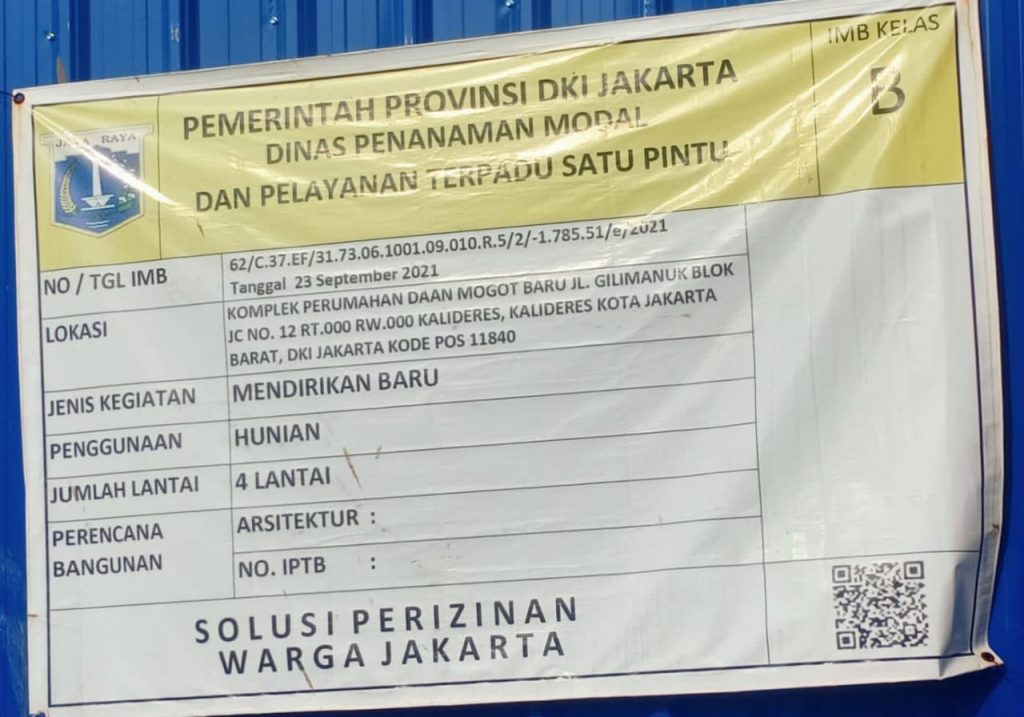 IMB KELAS
B
JAYA RAYA
PEMERINTAH PROVINSI DKI JAKARTA
DINAS PENANAMAN MODAL
DAN PELAYANAN TERPADU SATU PINTU
NO / TGL IMB
62/C.37.EF/31.73.06.1001.09.010.R.5/2/-1.785.51/e/2021
Tanggal 23 September 2021
LOKASI
KOMPLEK PERUMAHAN DAAN MOGOT BARU JL. GILIMANUK BLOK
JC NO. 12 RT.000 RW.000 KALIDERES, KALIDERES KOTA JAKARTA
BARAT, DKI JAKARTA KODE POS 11840
JENIS KEGIATAN
MENDIRIKAN BARU
PENGGUNAAN
HUNIAN
JUMLAH LANTAI
4 LANTAI
PERENCANA
BANGUNAN
ARSITEKTUR :
NO. IPTB :
SOLUSI PERIZINAN
WARGA JAKARTA